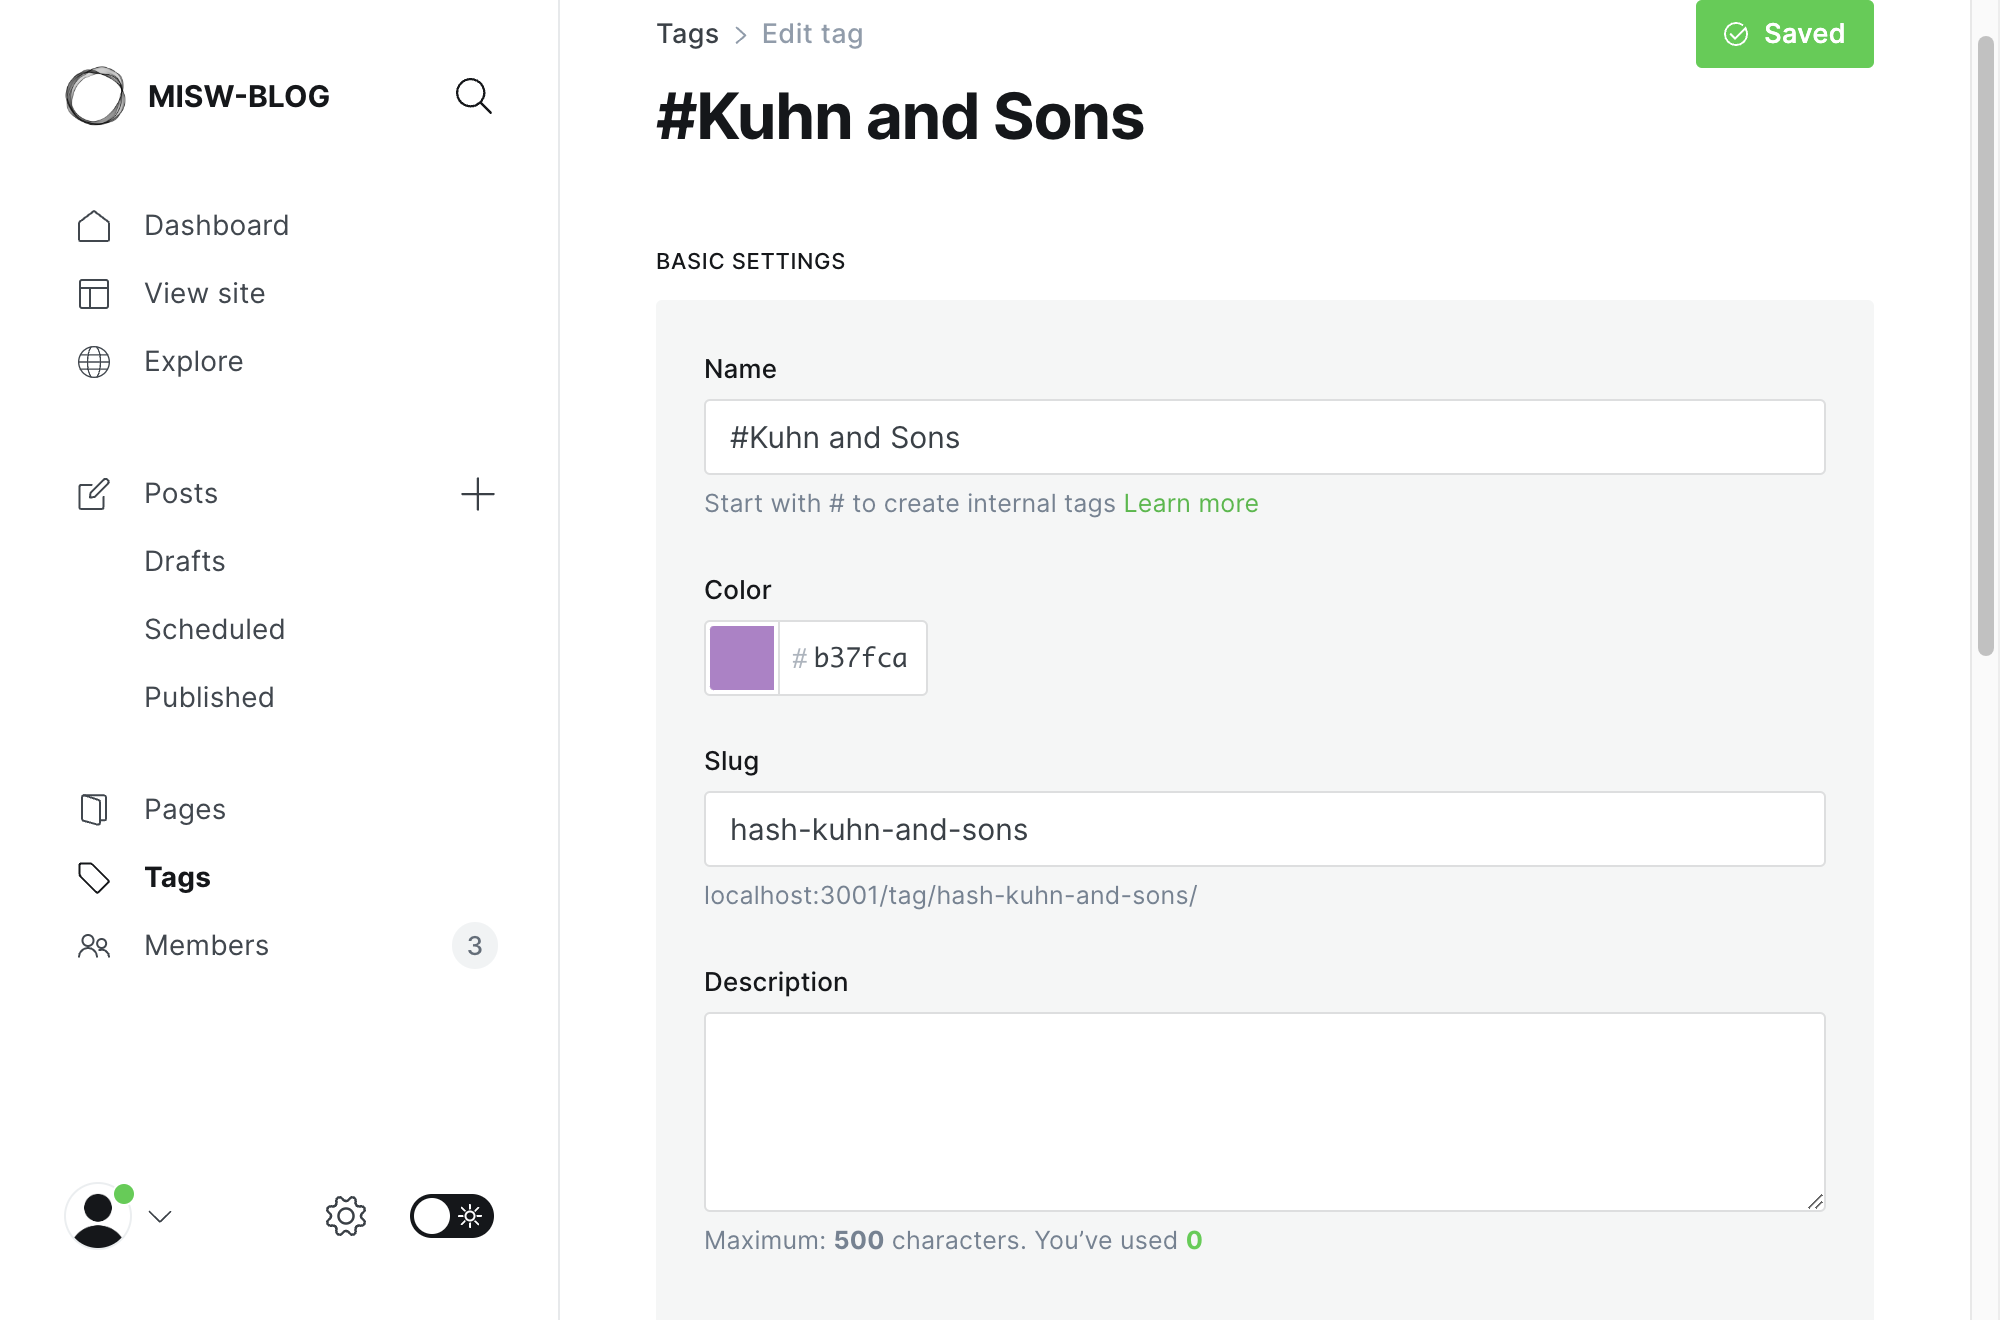 MISW-BLOG
Dashboard
View site
Explore
Posts
Drafts
Scheduled
Published
Pages
Tags
Members 3
Tags > Edit tag
Saved
#Kuhn and Sons
BASIC SETTINGS
Name
#Kuhn and Sons
Start with # to create internal tags Learn more
Color
# b37fca
Slug
hash-kuhn-and-sons
localhost:3001/tag/hash-kuhn-and-sons/
Description
Maximum: 500 characters. You’ve used 0